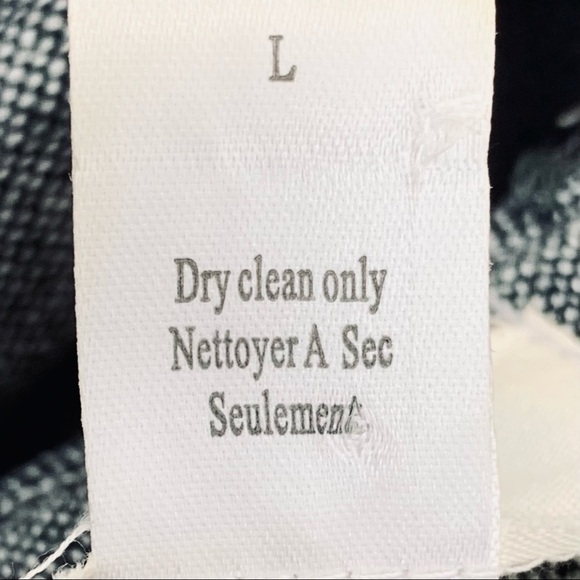 L
Dry clean only
Nettoyer A Sec
Seulement